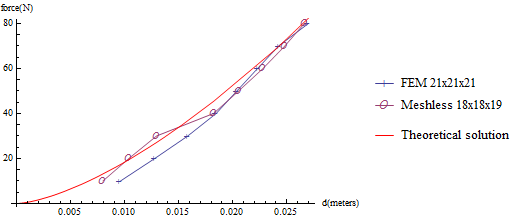 force(N)
80
60
40
20
0.005
0.010
0.015
0.020
0.025
d(meters)
FEM 21x21x21
Meshless 18x18x19
Theoretical solution